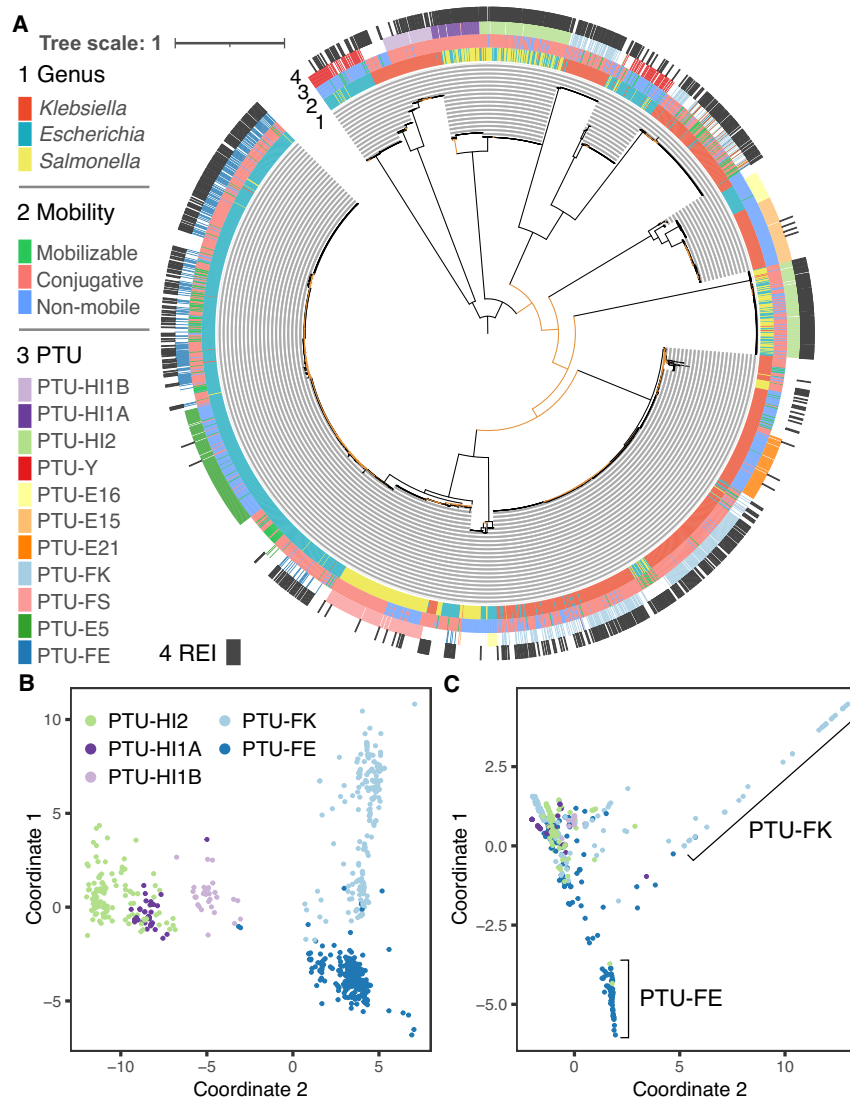 A
Tree scale: 1
1 Genus
Klebsiella
Escherichia
Salmonella
2 Mobility
Mobilizable
Conjugative
Non-mobile
3 PTU
PTU-HI1B
PTU-HI1A
PTU-HI2
PTU-Y
PTU-E16
PTU-E15
PTU-E21
PTU-FK
PTU-FS
PTU-E5
PTU-FE
4 REI
4
3
2
1
B
PTU-HI2
PTU-HI1A
PTU-HI1B
PTU-FK
PTU-FE
10
5
0
−5
Coordinate 1
−10
−5
0
5
Coordinate 2
C
2.5
0.0
−2.5
−5.0
Coordinate 1
PTU-FK
PTU-FE
0
5
10
Coordinate 2